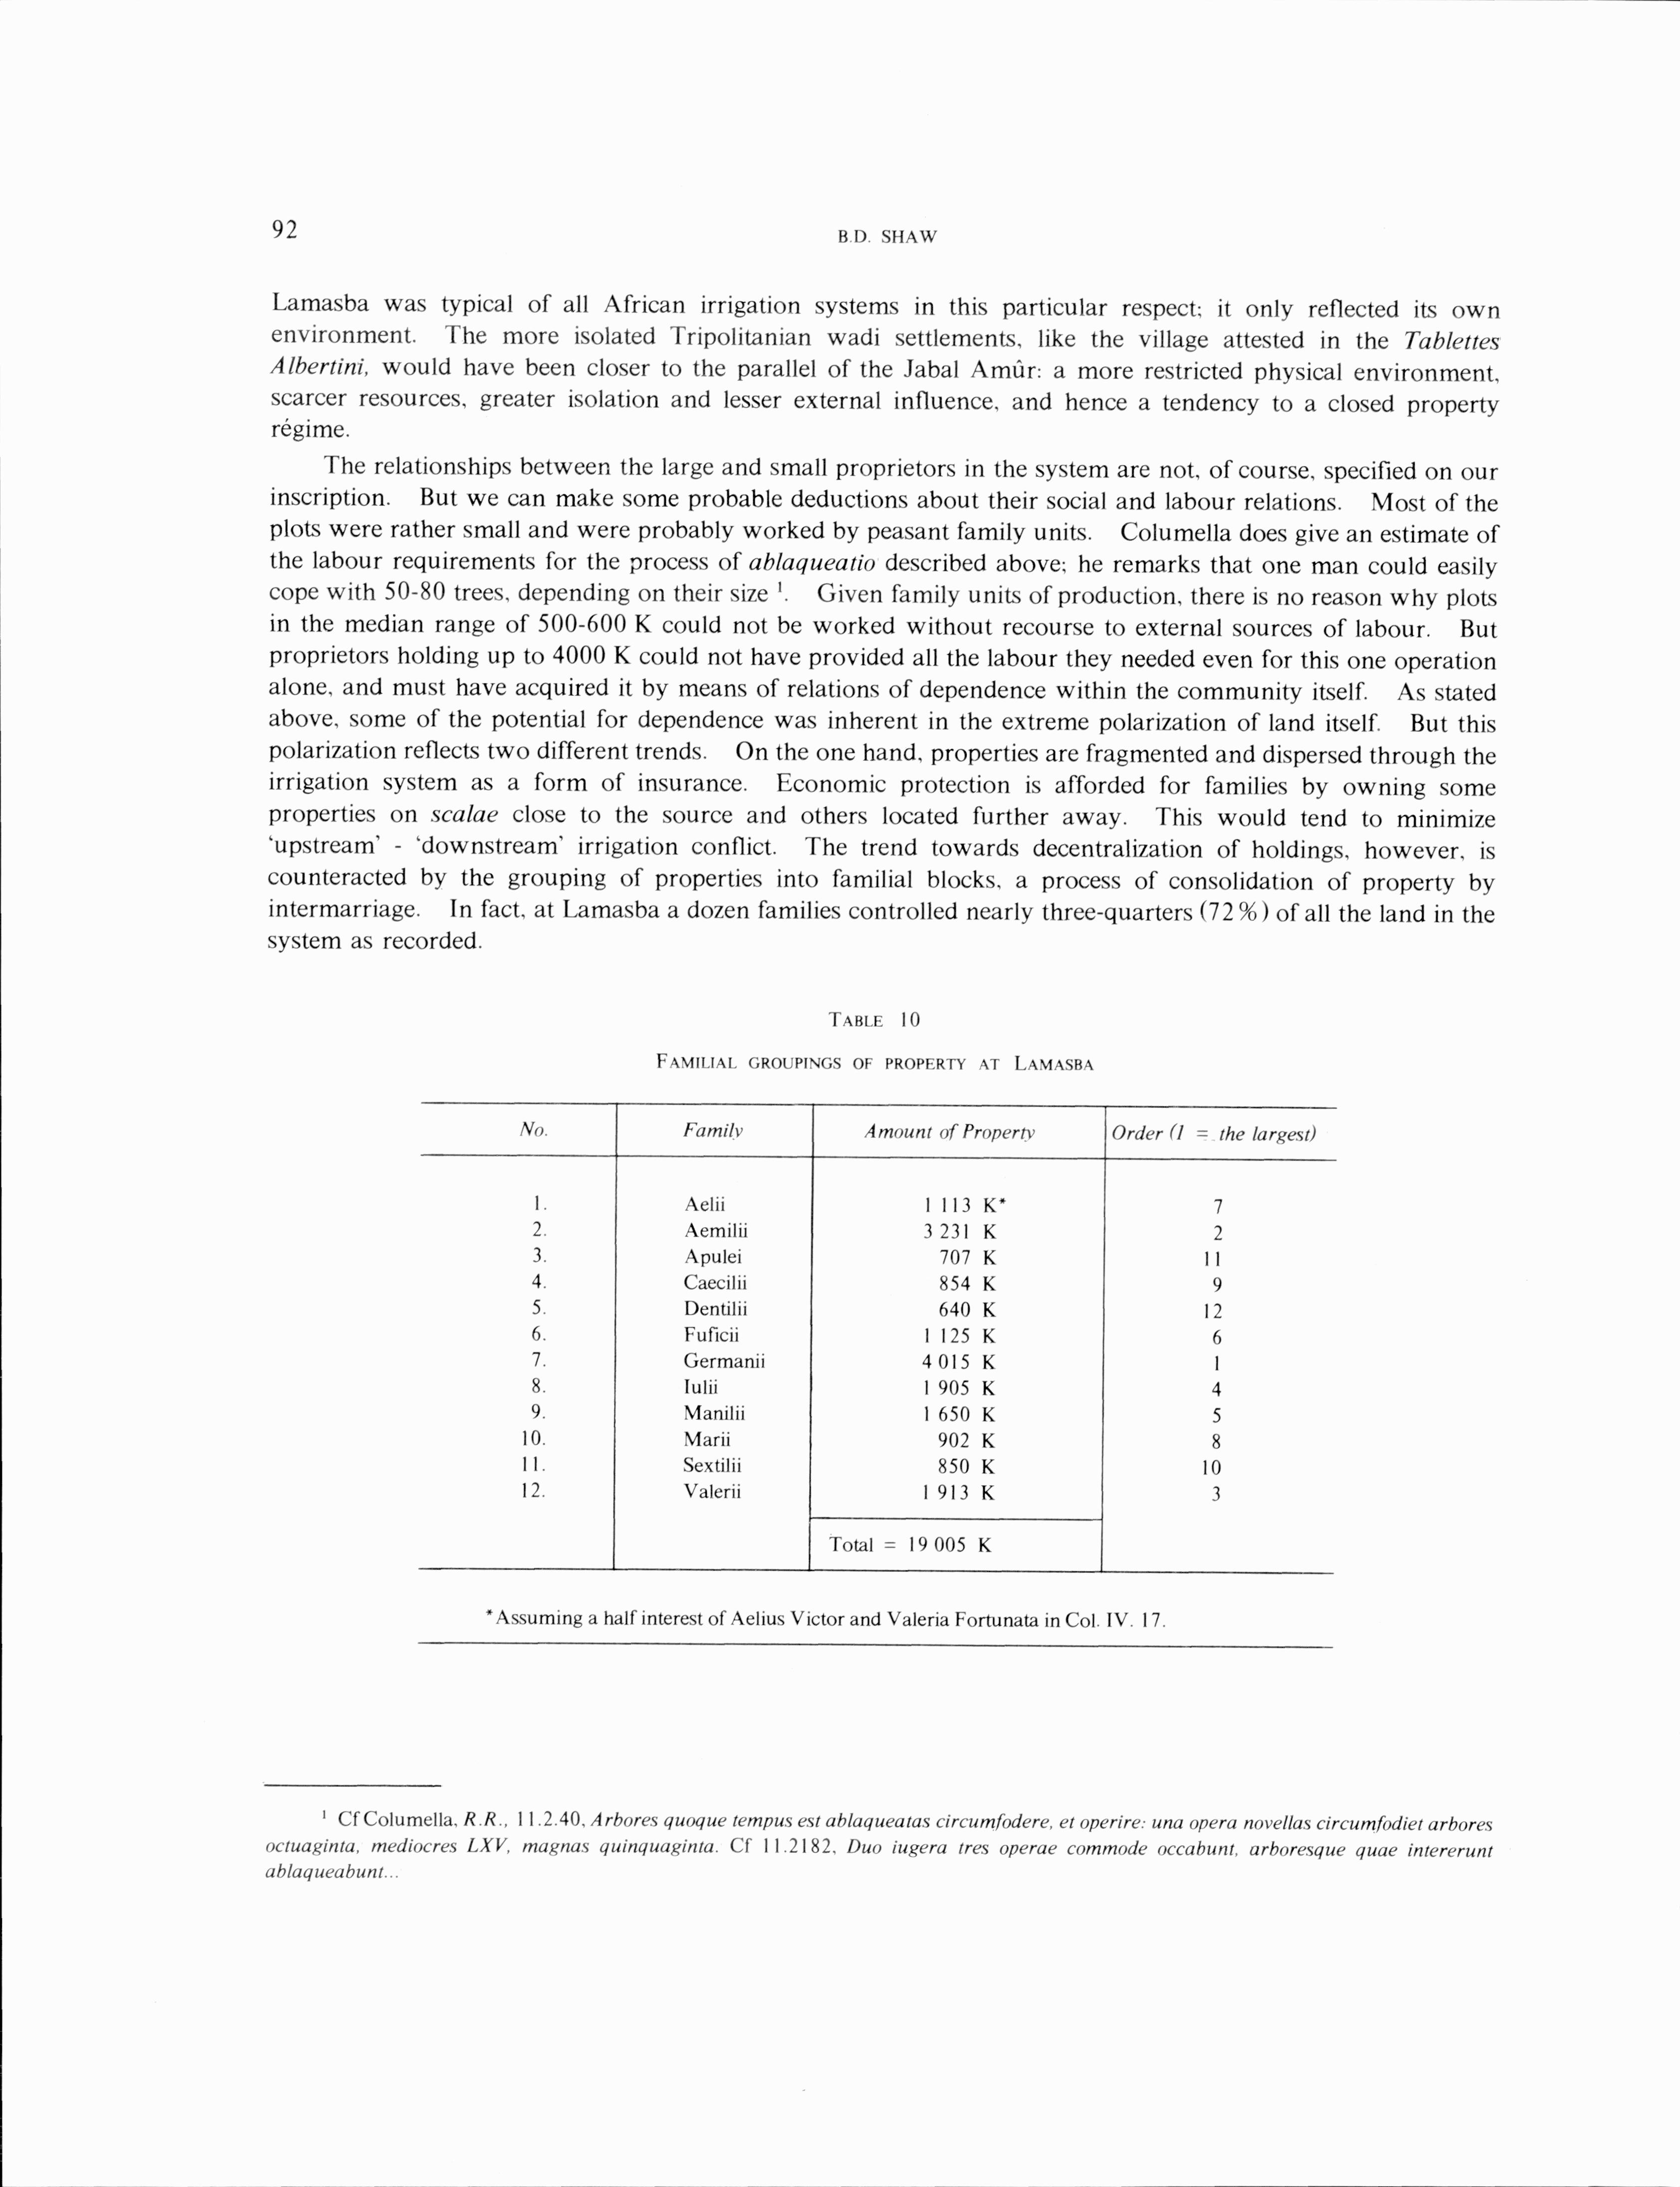 92
B.D. SHAW
Lamasba was typical of all African irrigation systems in this particular respect; it only reflected its own
environment. The more isolated Tripolitanian wadi settlements, like the village attested in the Tablettes
Albertini, would have been closer to the parallel of the Jabal Amûr: a more restricted physical environment,
scarcer resources, greater isolation and lesser external influence, and hence a tendency to a closed property
régime.
The relationships between the large and small proprietors in the system are not, of course, specified on our
inscription. But we can make some probable deductions about their social and labour relations. Most of the
plots were rather small and were probably worked by peasant family units. Columella does give an estimate of
the labour requirements for the process of ablaqueatio described above; he remarks that one man could easily
cope with 50-80 trees, depending on their size ¹. Given family units of production, there is no reason why plots
in the median range of 500-600 K could not be worked without recourse to external sources of labour. But
proprietors holding up to 4000 K could not have provided all the labour they needed even for this one operation
alone, and must have acquired it by means of relations of dependence within the community itself. As stated
above, some of the potential for dependence was inherent in the extreme polarization of land itself. But this
polarization reflects two different trends. On the one hand, properties are fragmented and dispersed through the
irrigation system as a form of insurance. Economic protection is afforded for families by owning some
properties on scalae close to the source and others located further away. This would tend to minimize
‘upstream’ - ‘downstream’ irrigation conflict. The trend towards decentralization of holdings, however, is
counteracted by the grouping of properties into familial blocks, a process of consolidation of property by
intermarriage. In fact, at Lamasba a dozen families controlled nearly three-quarters (72%) of all the land in the
system as recorded.
TABLE 10
FAMILIAL GROUPINGS OF PROPERTY AT LAMASBA
No. Family Amount of Property Order (1 = the largest)
1. Aelii 1 113 K* 7
2. Aemilii 3 231 K 2
3. Apulei 707 K 11
4. Caecilii 854 K 9
5. Dentilii 640 K 12
6. Fuficii 1 125 K 6
7. Germanii 4 015 K 1
8. Iulii 1 905 K 4
9. Manilii 1 650 K 5
10. Marii 902 K 8
11. Sextilii 850 K 10
12. Valerii 1 913 K 3
Total = 19 005 K
*Assuming a half interest of Aelius Victor and Valeria Fortunata in Col. IV. 17.
¹ Cf Columella, R.R., 11.2.40, Arbores quoque tempus est ablaqueatas circumfodere, et operire: una opera novellas circumfodiet arbores
octuaginta, mediocres LXV, magnas quinquaginta. Cf 11.2182, Duo iugera tres operae commode occabunt, arboresque quae intererunt
ablaqueabunt...